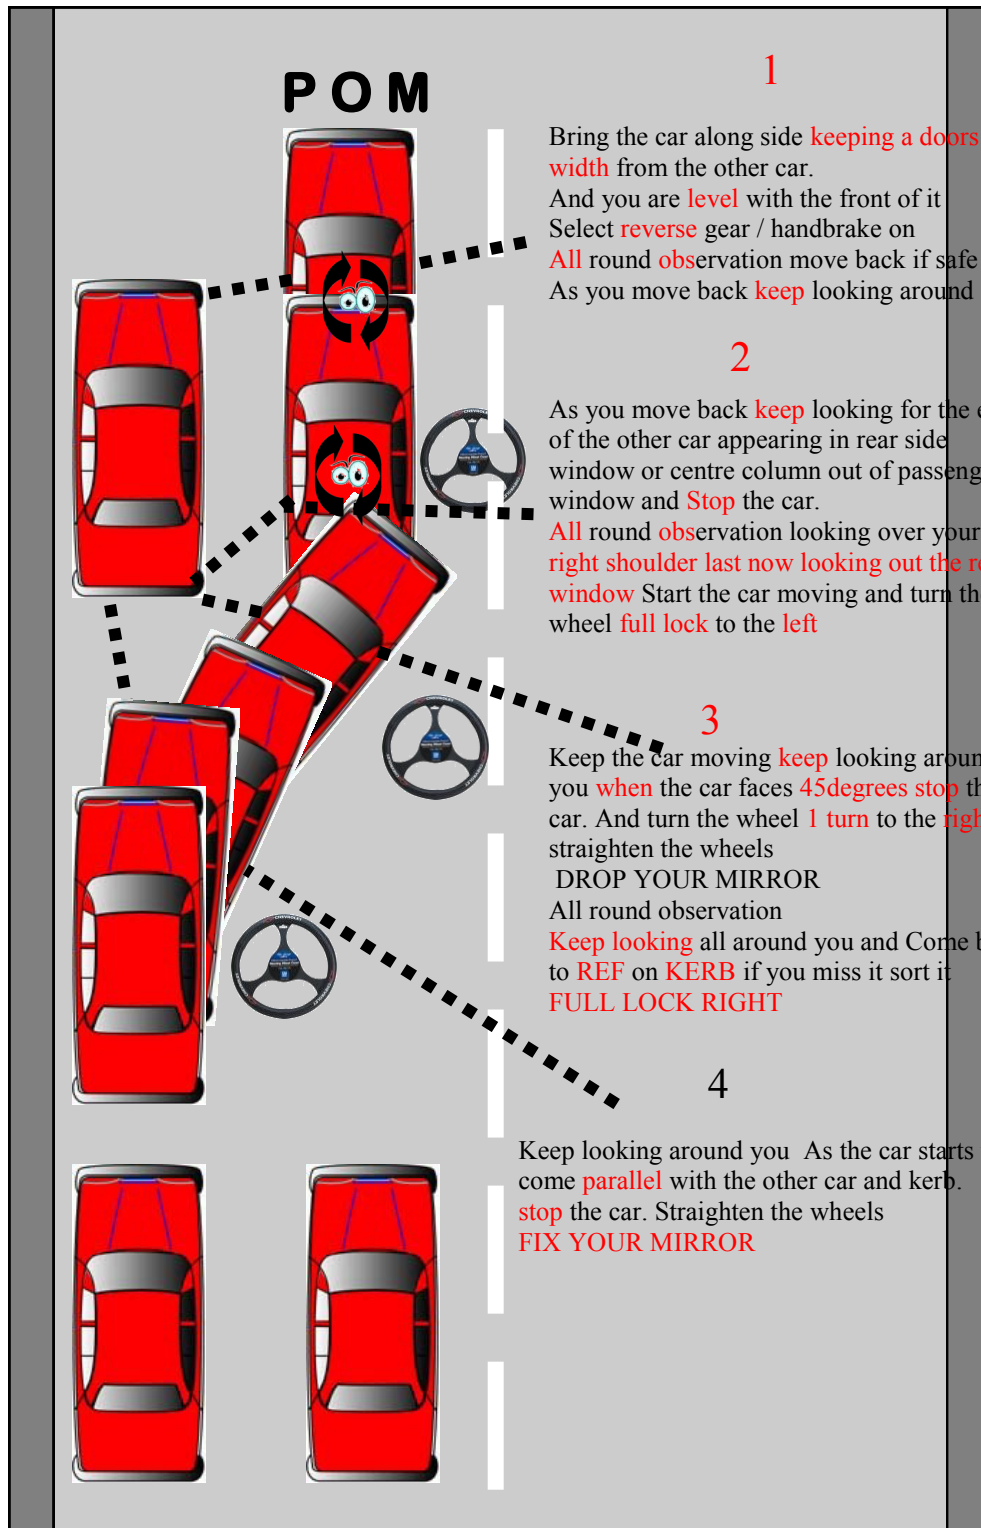 P O M
1
Bring the car along side keeping a doors
width from the other car.
And you are level with the front of it
Select reverse gear / handbrake on
All round observation move back if safe
As you move back keep looking around
2
As you move back keep looking for the
of the other car appearing in rear side
window or centre column out of
window and Stop the car.
All round observation looking over your
right shoulder last now looking out the
window Start the car moving and turn
wheel full lock to the left
3
Keep the car moving keep looking
you when the car faces 45degrees stop
car. And turn the wheel 1 turn to the
straighten the wheels
DROP YOUR MIRROR
All round observation
Keep looking all around you and Come
to REF on KERB if you miss it sort it
FULL LOCK RIGHT
4
Keep looking around you As the car starts
come parallel with the other car and kerb.
stop the car. Straighten the wheels
FIX YOUR MIRROR